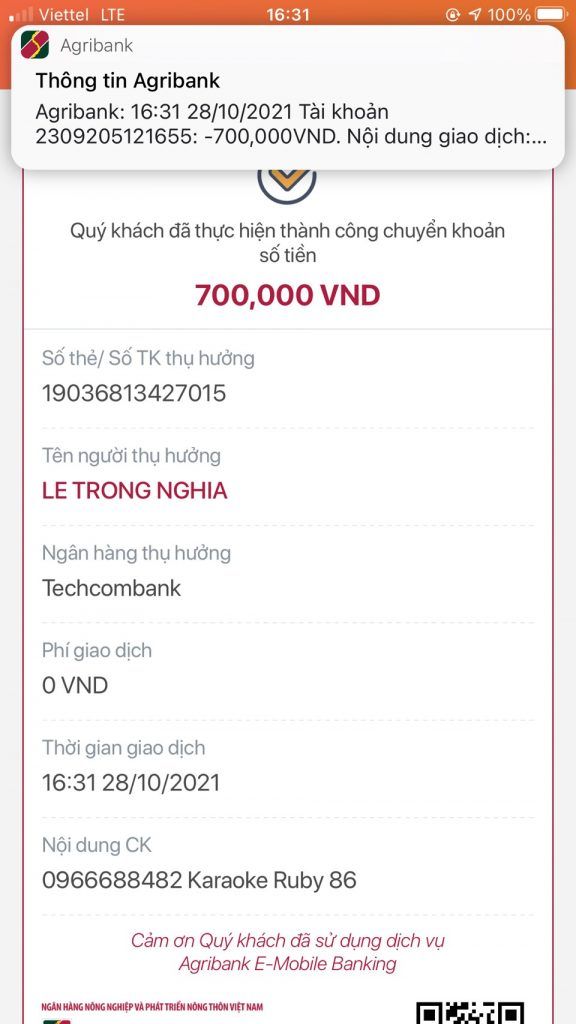 Viettel LTE 16:31 100%
Agribank
Thông tin Agribank
Agribank: 16:31 28/10/2021 Tài khoản
2309205121655: -700,000VND. Nội dung giao dịch:...
Quý khách đã thực hiện thành công chuyển khoản
số tiền
700,000 VND
Số thẻ/ Số TK thụ hưởng
19036813427015
Tên người thụ hưởng
LE TRONG NGHIA
Ngân hàng thụ hưởng
Techcombank
Phí giao dịch
0 VND
Thời gian giao dịch
16:31 28/10/2021
Nội dung CK
0966688482 Karaoke Ruby 86
Cảm ơn Quý khách đã sử dụng dịch vụ
Agribank E-Mobile Banking
NGÂN HÀNG NÔNG NGHIỆP VÀ PHÁT TRIỂN NÔNG THÔN VIỆT NAM